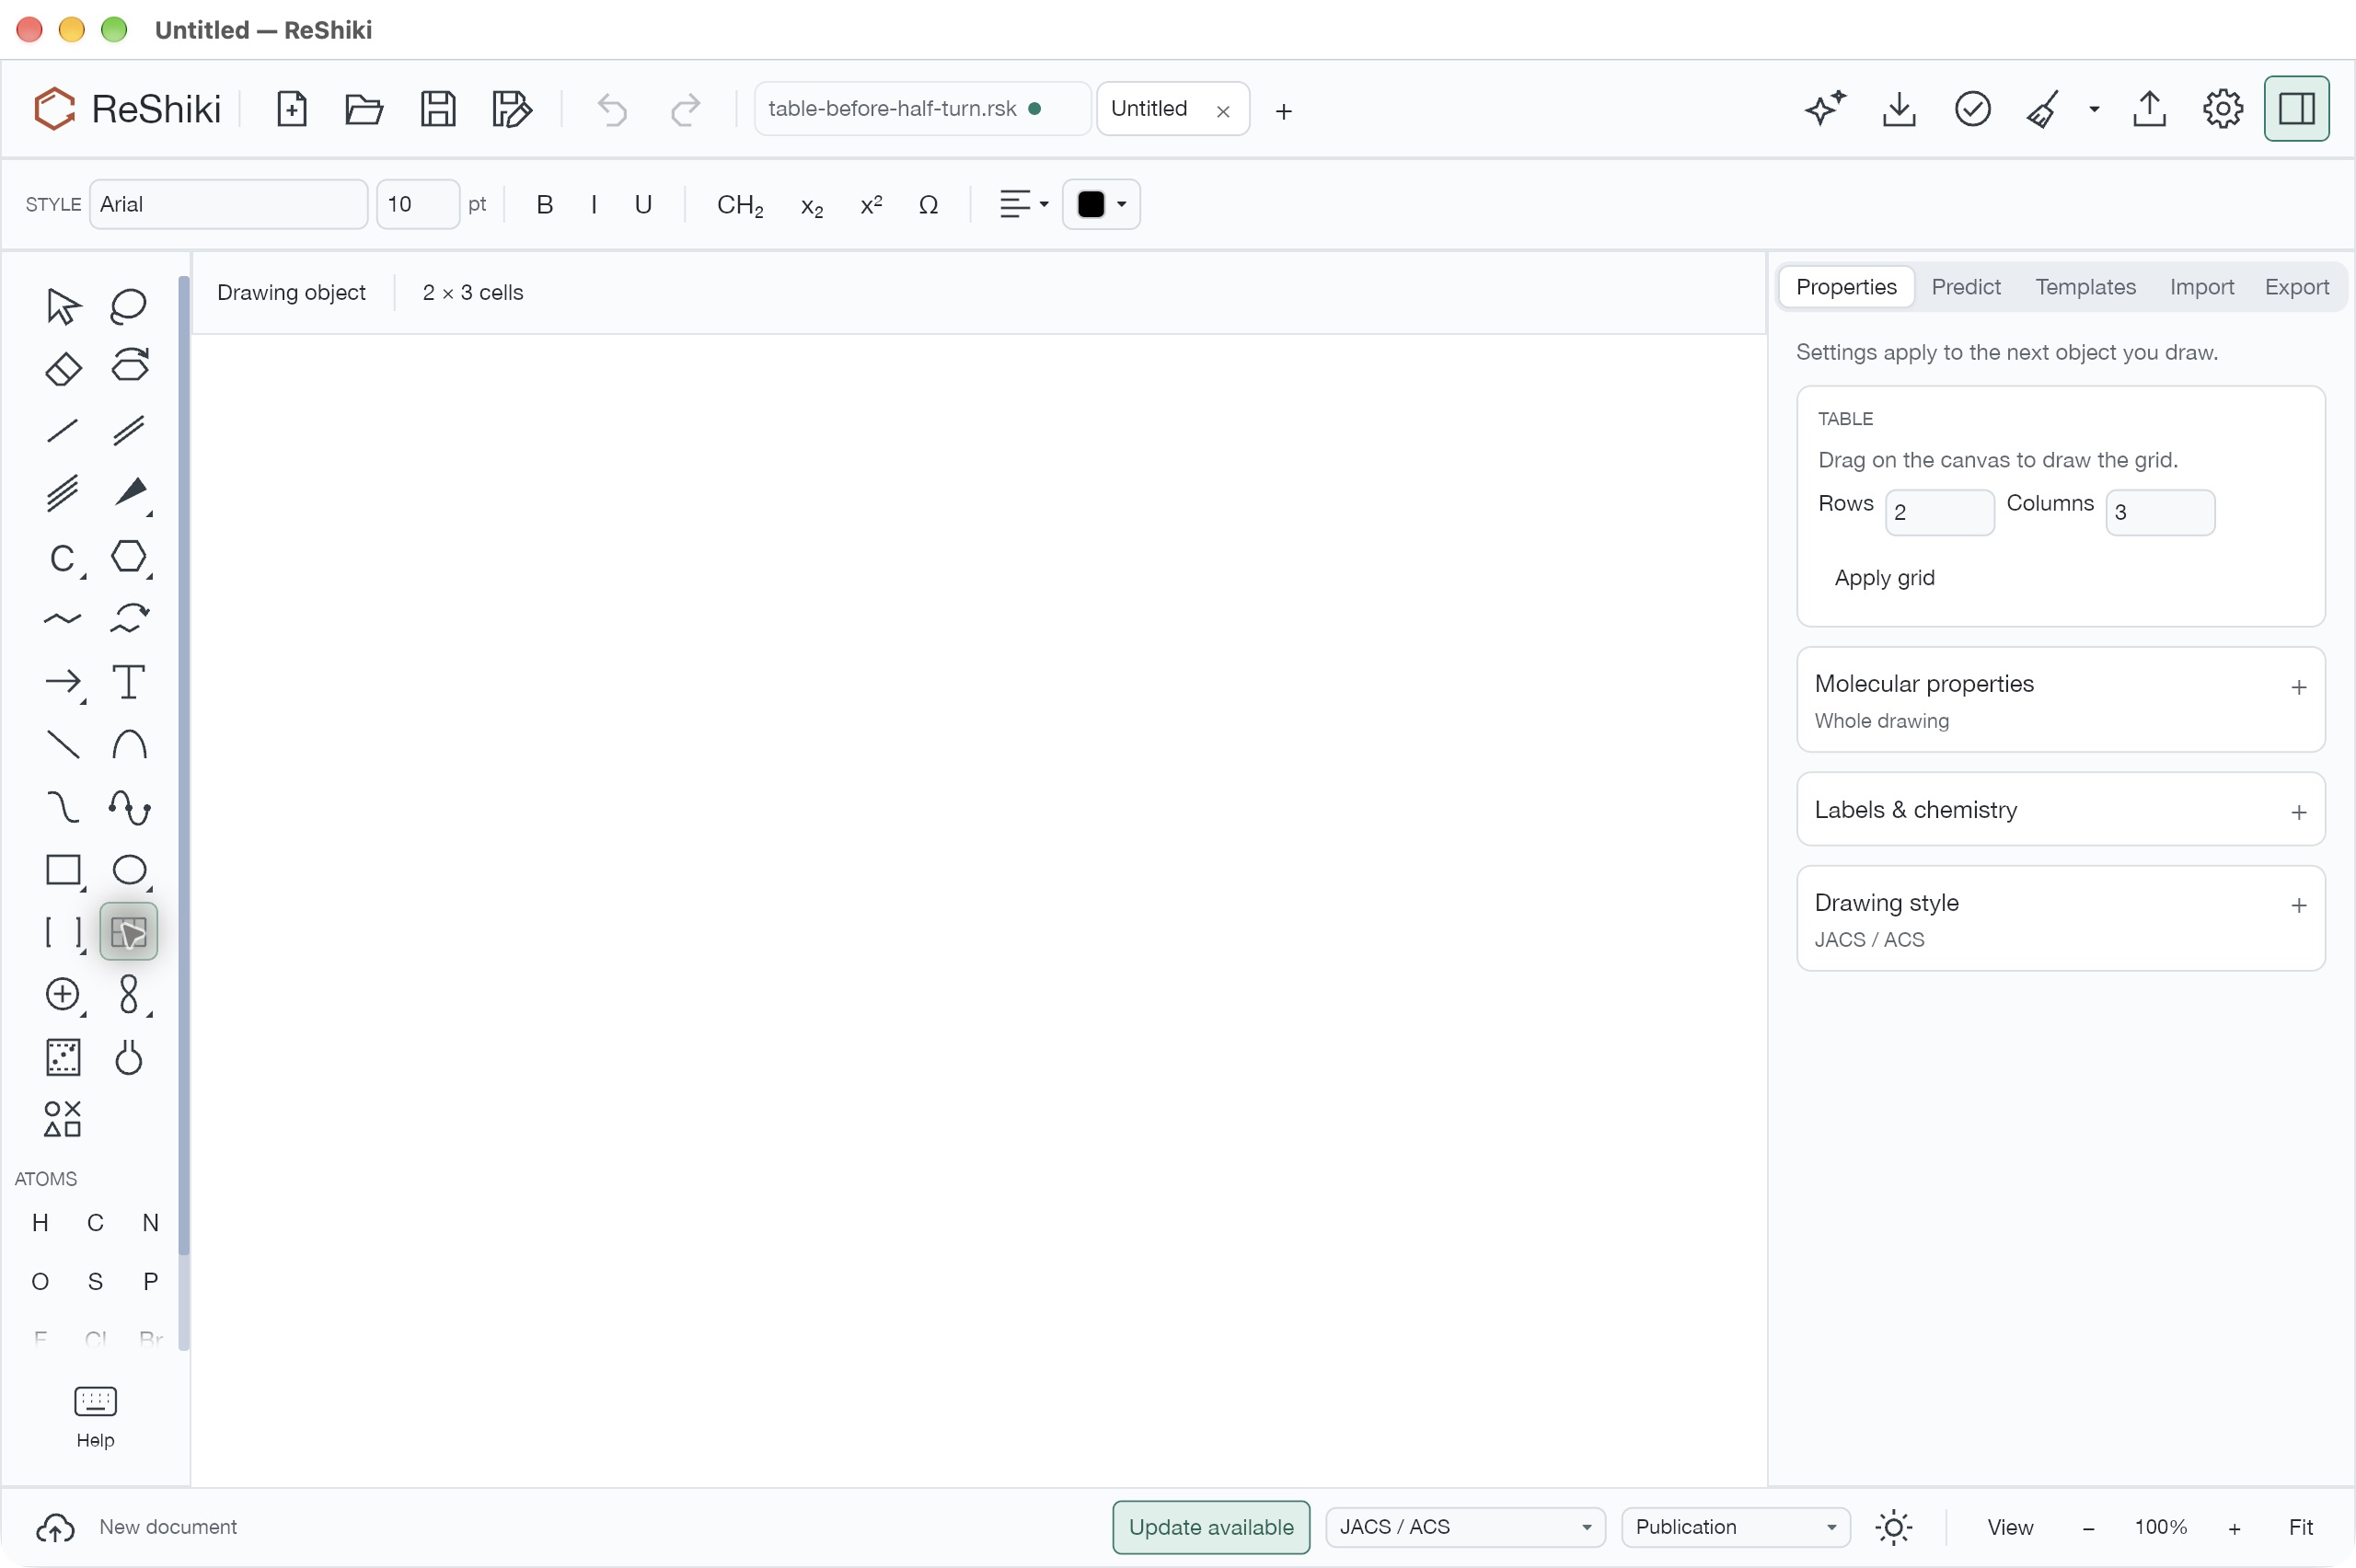 Untitled — ReShiki
ReShiki
table-before-half-turn.rsk
Untitled
STYLE Arial 10 pt B I U CH₂ x₂ x² Ω
Drawing object 2 × 3 cells
Properties Predict Templates Import Export
Settings apply to the next object you draw.
TABLE
Drag on the canvas to draw the grid.
Rows 2 Columns 3
Apply grid
Molecular properties
Whole drawing
Labels & chemistry
Drawing style
JACS / ACS
C
T
ATOMS
H C N
O S P
F Cl Br
Help
New document
Update available
JACS / ACS
Publication
View
− 100% +
Fit